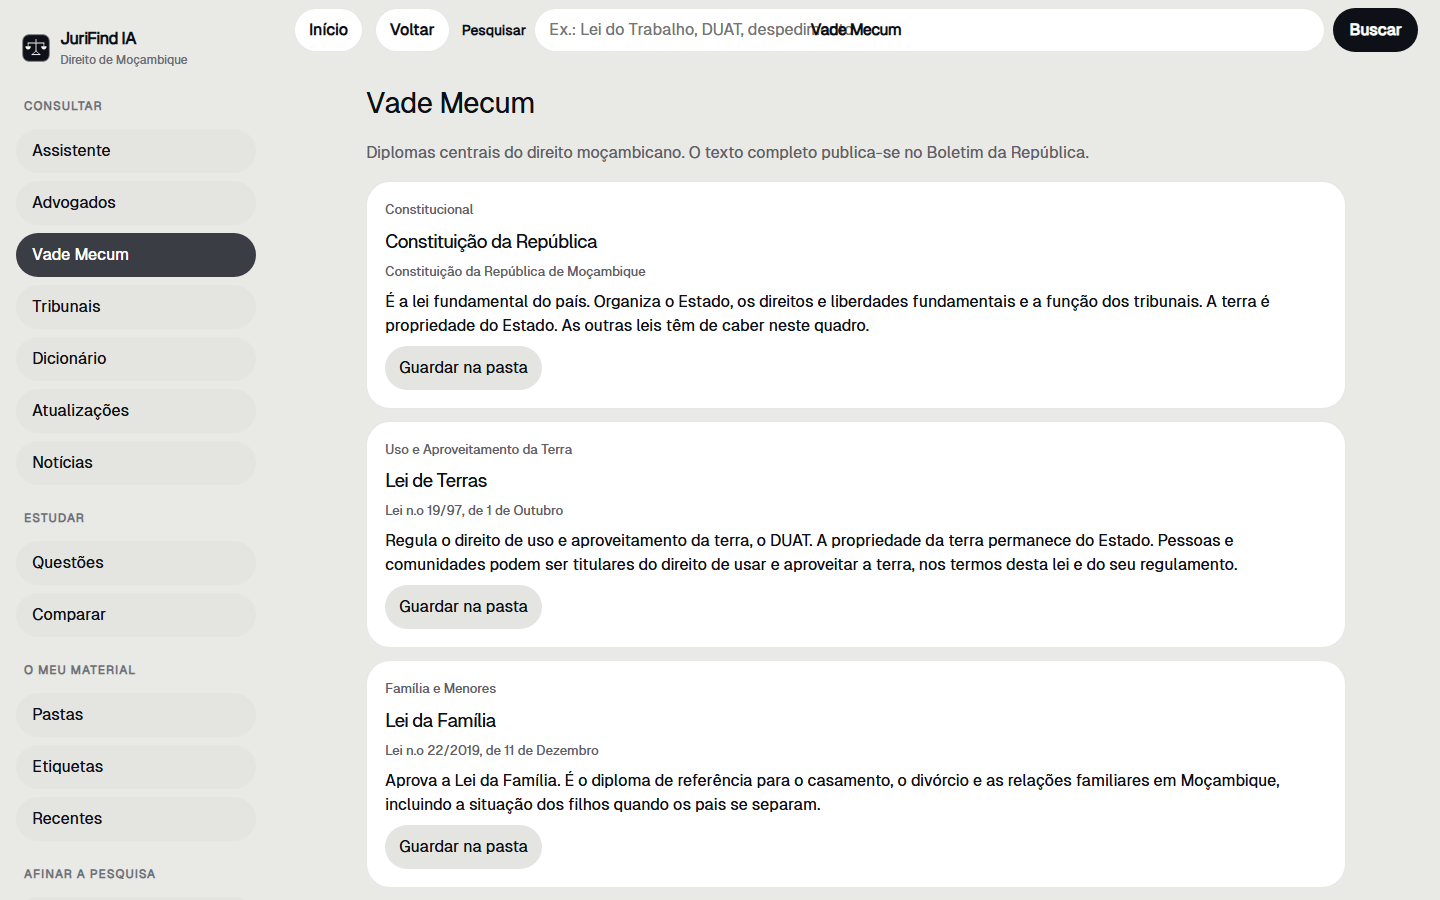 JuriFind IA
Direito de Moçambique
CONSULTAR
Assistente
Advogados
Vade Mecum
Tribunais
Dicionário
Atualizações
Notícias
ESTUDAR
Questões
Comparar
O MEU MATERIAL
Pastas
Etiquetas
Recentes
AFINAR A PESQUISA
Início
Voltar
Pesquisar
Ex.: Lei do Trabalho, DUAT, despedimento
Vade Mecum
Buscar
Vade Mecum
Diplomas centrais do direito moçambicano. O texto completo publica-se no Boletim da República.
Constitucional
Constituição da República
Constituição da República de Moçambique
É a lei fundamental do país. Organiza o Estado, os direitos e liberdades fundamentais e a função dos tribunais. A terra é
propriedade do Estado. As outras leis têm de caber neste quadro.
Guardar na pasta
Uso e Aproveitamento da Terra
Lei de Terras
Lei n.o 19/97, de 1 de Outubro
Regula o direito de uso e aproveitamento da terra, o DUAT. A propriedade da terra permanece do Estado. Pessoas e
comunidades podem ser titulares do direito de usar e aproveitar a terra, nos termos desta lei e do seu regulamento.
Guardar na pasta
Família e Menores
Lei da Família
Lei n.o 22/2019, de 11 de Dezembro
Aprova a Lei da Família. É o diploma de referência para o casamento, o divórcio e as relações familiares em Moçambique,
incluindo a situação dos filhos quando os pais se separam.
Guardar na pasta